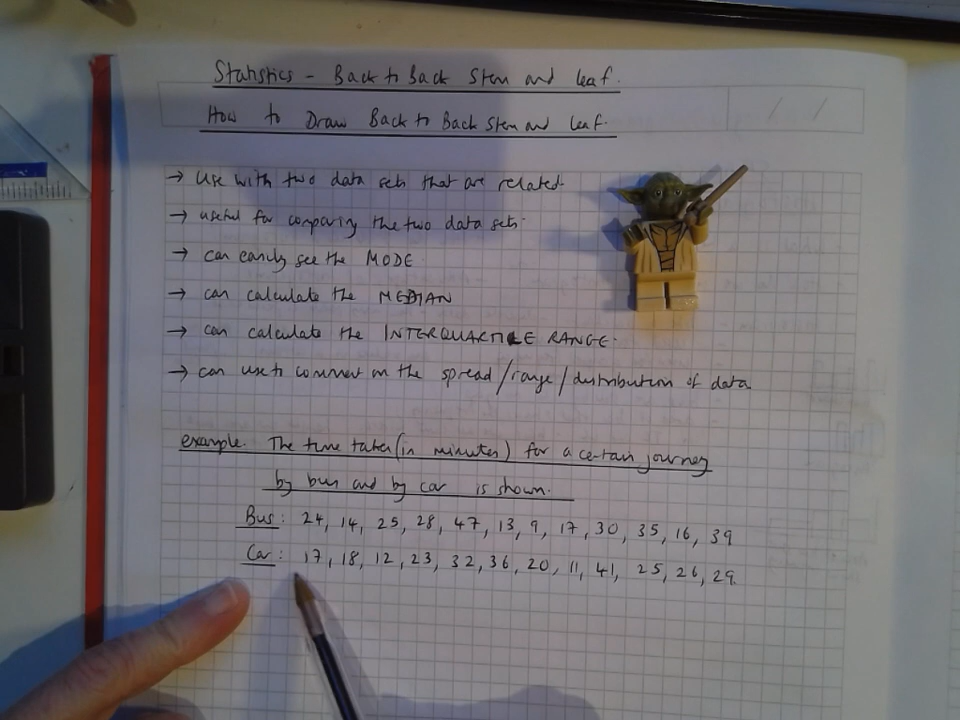 Statistics - Back to Back Stem and Leaf.
How to Draw Back to Back Stem and Leaf.
/ /
→ Use with two data sets that are related
→ useful for comparing the two data sets.
→ can easily see the MODE.
→ can calculate the MEDIAN
→ can calculate the INTERQUARTILE RANGE.
→ can use to comment on the spread/range/distribution of data.
example. The time taken (in minutes) for a certain journey
by bus and by car is shown.
Bus: 24, 14, 25, 28, 47, 13, 9, 17, 30, 35, 16, 39
Car: 17, 18, 12, 23, 32, 36, 20, 11, 41, 25, 26, 29.